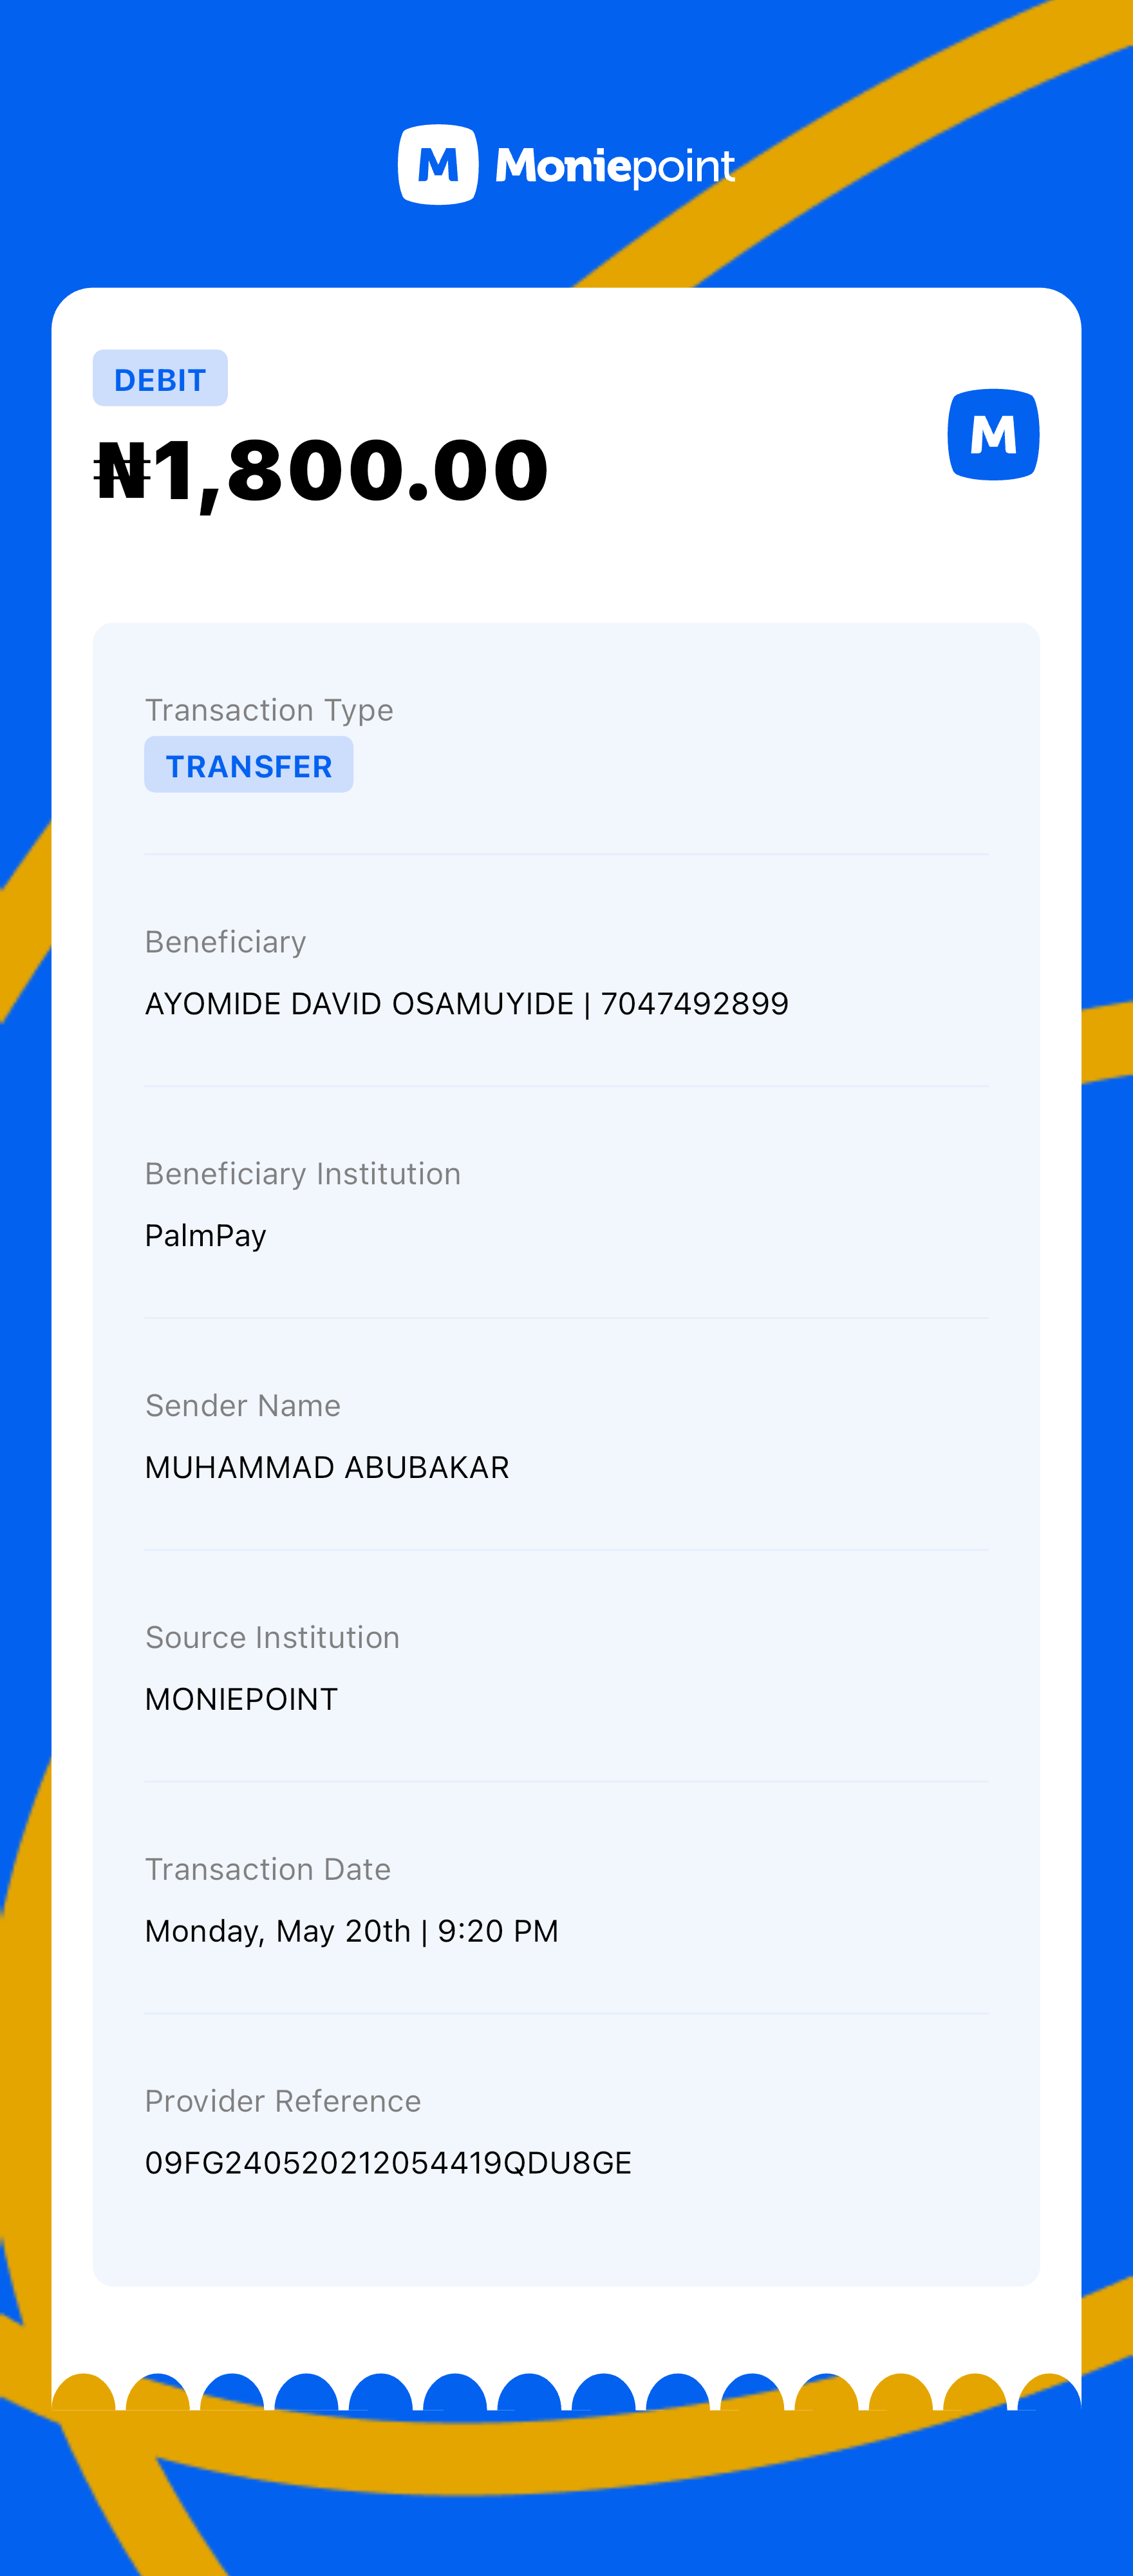 M Moniepoint
DEBIT
₦1,800.00
M
Transaction Type
TRANSFER
Beneficiary
AYOMIDE DAVID OSAMUYIDE | 7047492899
Beneficiary Institution
PalmPay
Sender Name
MUHAMMAD ABUBAKAR
Source Institution
MONIEPOINT
Transaction Date
Monday, May 20th | 9:20 PM
Provider Reference
09FG240520212054419QDU8GE